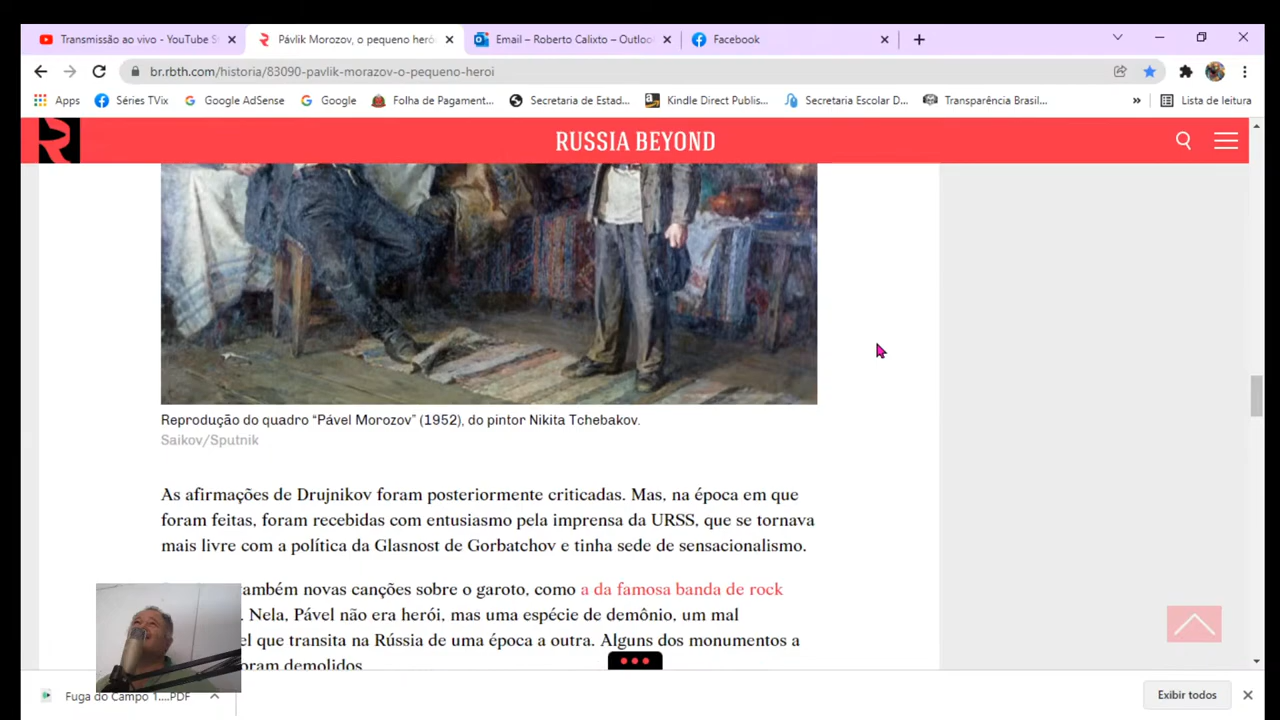 Transmissão ao vivo - YouTube S
Pávlik Morozov, o pequeno heró
Email – Roberto Calixto – Outloo
Facebook
br.rbth.com/historia/83090-pavlik-morazov-o-pequeno-heroi
Apps
Séries TVix
Google AdSense
Google
Folha de Pagament...
Secretaria de Estad...
Kindle Direct Publis...
Secretaria Escolar D...
Transparência Brasil...
»
Lista de leitura
RUSSIA BEYOND
Reprodução do quadro “Pável Morozov” (1952), do pintor Nikita Tchebakov.
Saikov/Sputnik
As afirmações de Drujnikov foram posteriormente criticadas. Mas, na época em que
foram feitas, foram recebidas com entusiasmo pela imprensa da URSS, que se tornava
mais livre com a política da Glasnost de Gorbatchov e tinha sede de sensacionalismo.
também novas canções sobre o garoto, como a da famosa banda de rock
. Nela, Pável não era herói, mas uma espécie de demônio, um mal
el que transita na Rússia de uma época a outra. Alguns dos monumentos a
oram demolidos
Fuga do Campo 1....PDF
Exibir todos